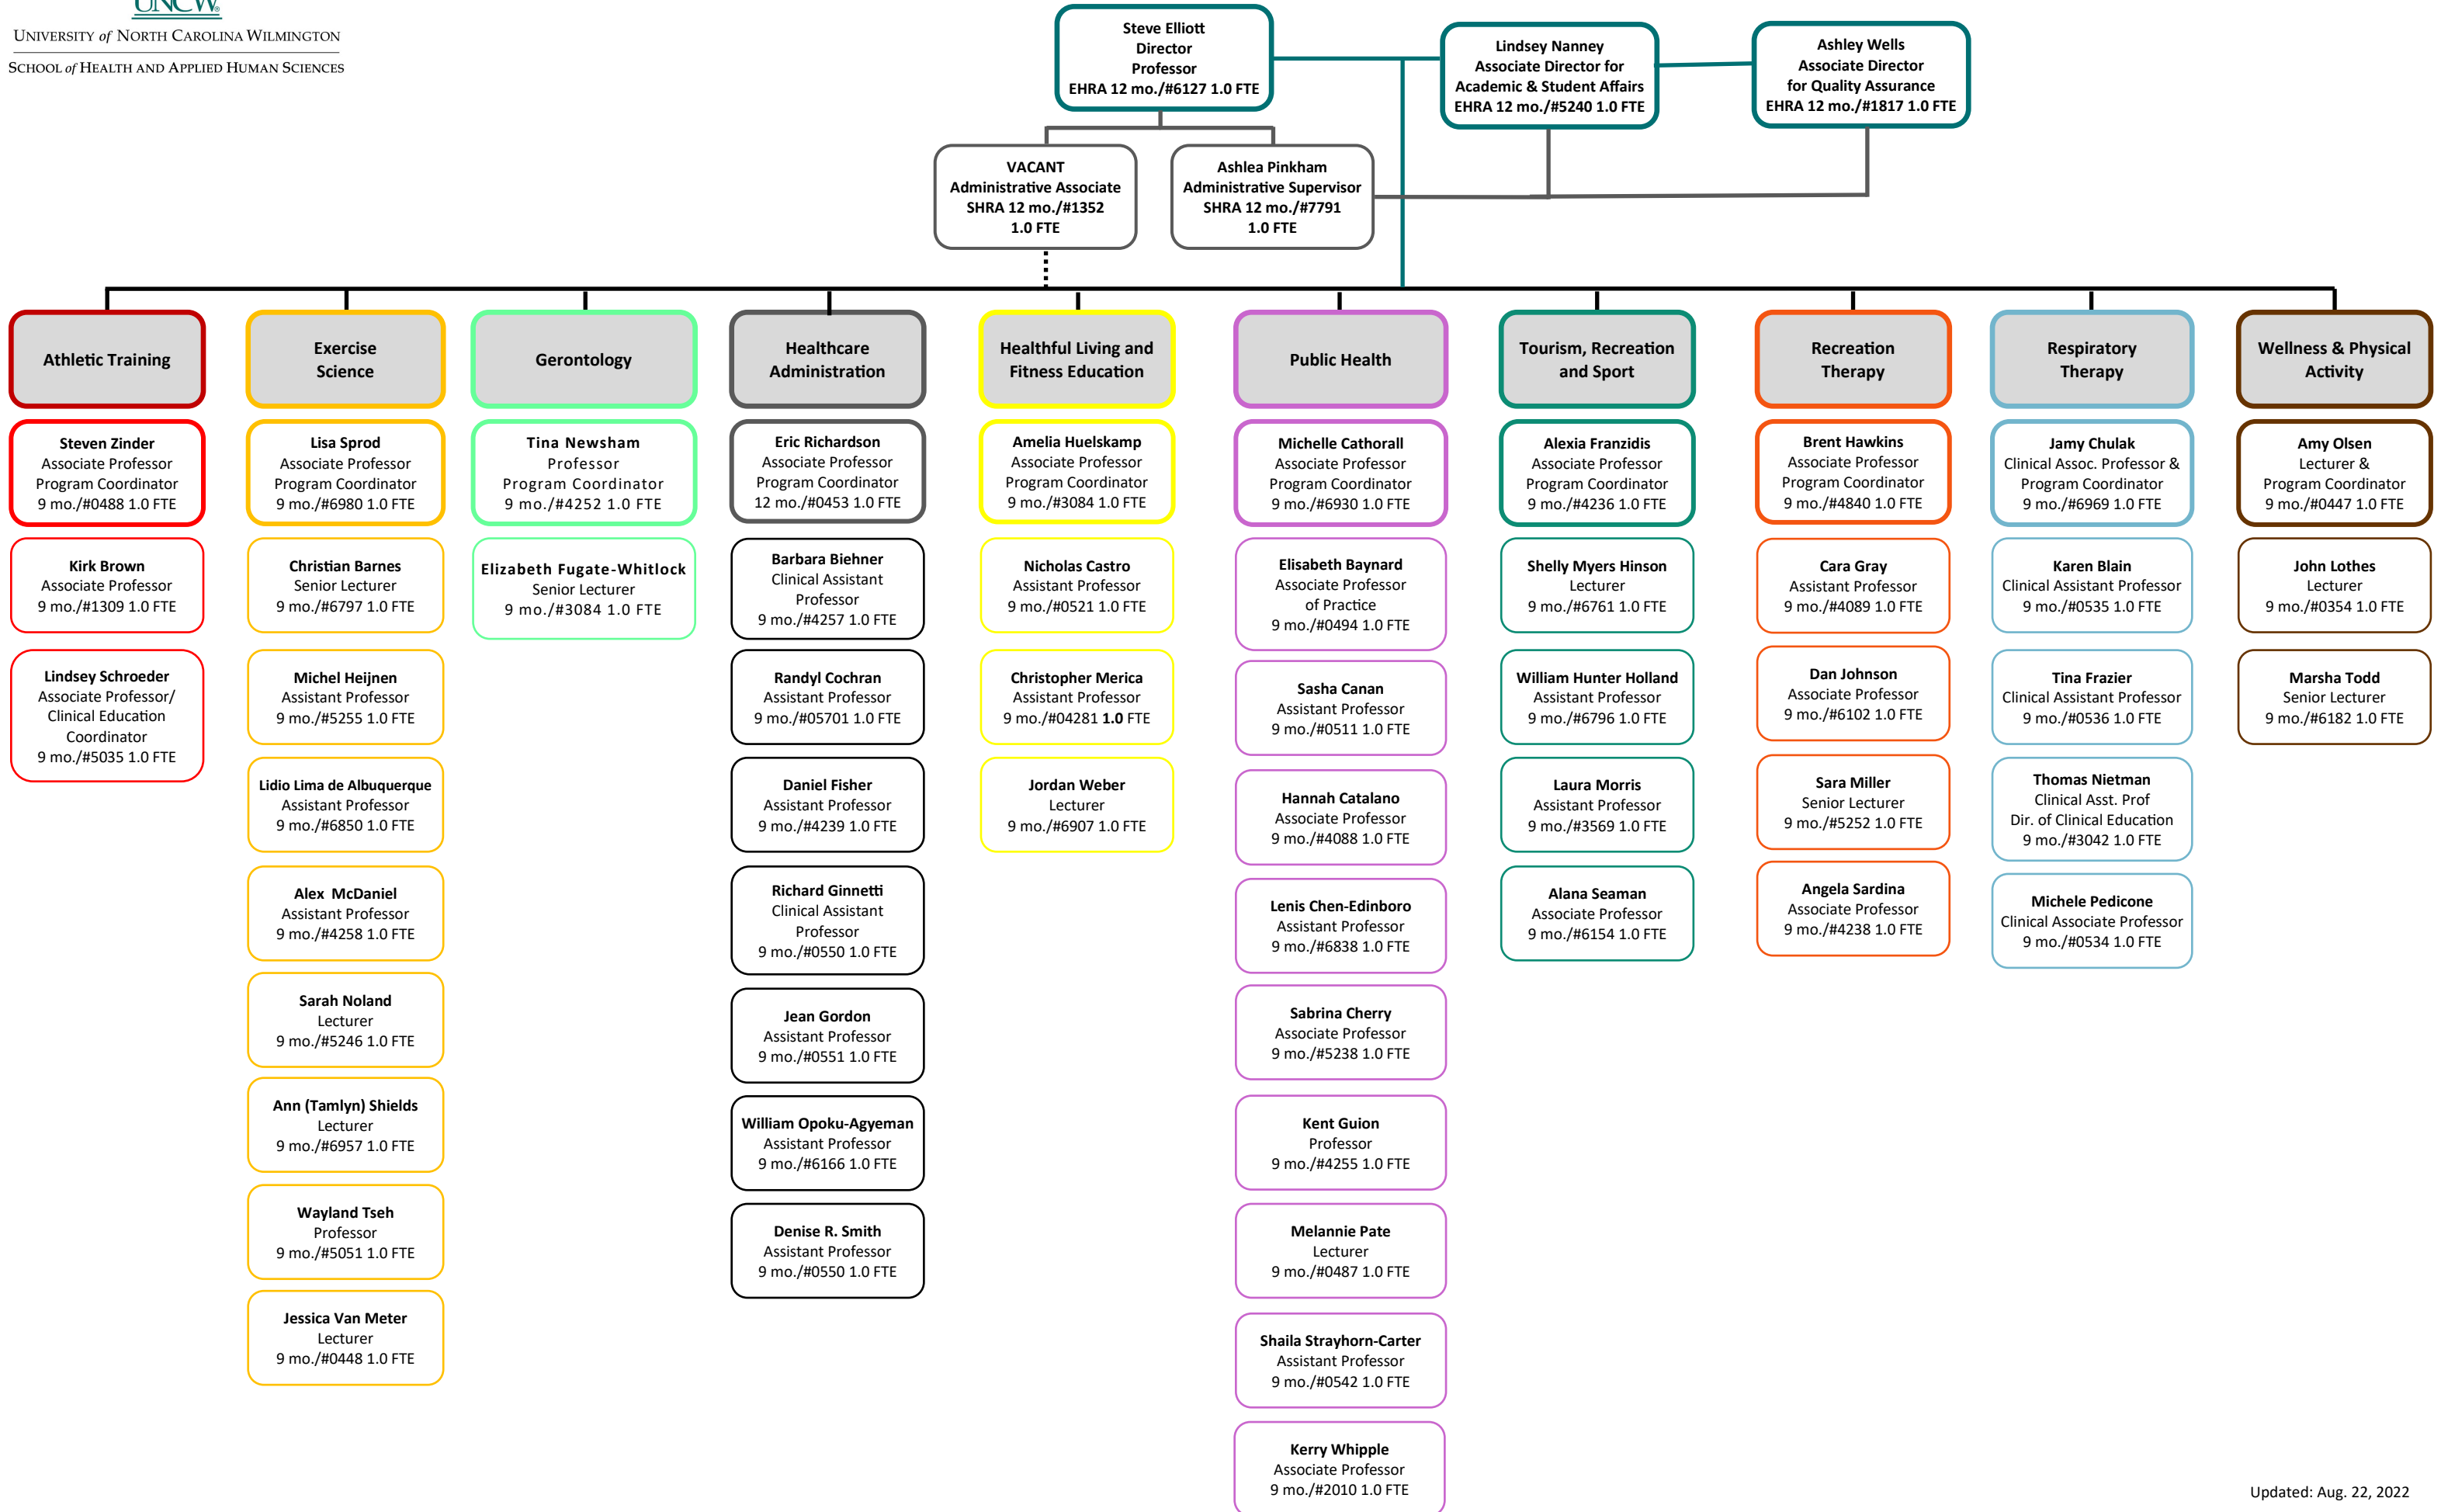 UNCW®
UNIVERSITY of NORTH CAROLINA WILMINGTON
SCHOOL of HEALTH AND APPLIED HUMAN SCIENCES
Steve Elliott
Director
Professor
EHRA 12 mo./#6127 1.0 FTE
Lindsey Nanney
Associate Director for
Academic & Student Affairs
EHRA 12 mo./#5240 1.0 FTE
Ashley Wells
Associate Director
for Quality Assurance
EHRA 12 mo./#1817 1.0 FTE
VACANT
Administrative Associate
SHRA 12 mo./#1352
1.0 FTE
Ashlea Pinkham
Administrative Supervisor
SHRA 12 mo./#7791
1.0 FTE
Athletic Training
Steven Zinder
Associate Professor
Program Coordinator
9 mo./#0488 1.0 FTE
Kirk Brown
Associate Professor
9 mo./#1309 1.0 FTE
Lindsey Schroeder
Associate Professor/
Clinical Education
Coordinator
9 mo./#5035 1.0 FTE
Exercise
Science
Lisa Sprod
Associate Professor
Program Coordinator
9 mo./#6980 1.0 FTE
Christian Barnes
Senior Lecturer
9 mo./#6797 1.0 FTE
Michel Heijnen
Assistant Professor
9 mo./#5255 1.0 FTE
Lidio Lima de Albuquerque
Assistant Professor
9 mo./#6850 1.0 FTE
Alex McDaniel
Assistant Professor
9 mo./#4258 1.0 FTE
Sarah Noland
Lecturer
9 mo./#5246 1.0 FTE
Ann (Tamlyn) Shields
Lecturer
9 mo./#6957 1.0 FTE
Wayland Tseh
Professor
9 mo./#5051 1.0 FTE
Jessica Van Meter
Lecturer
9 mo./#0448 1.0 FTE
Gerontology
Tina Newsham
Professor
Program Coordinator
9 mo./#4252 1.0 FTE
Elizabeth Fugate-Whitlock
Senior Lecturer
9 mo./#3084 1.0 FTE
Healthcare
Administration
Eric Richardson
Associate Professor
Program Coordinator
12 mo./#0453 1.0 FTE
Barbara Biehner
Clinical Assistant
Professor
9 mo./#4257 1.0 FTE
Randyl Cochran
Assistant Professor
9 mo./#05701 1.0 FTE
Daniel Fisher
Assistant Professor
9 mo./#4239 1.0 FTE
Richard Ginnetti
Clinical Assistant
Professor
9 mo./#0550 1.0 FTE
Jean Gordon
Assistant Professor
9 mo./#0551 1.0 FTE
William Opoku-Agyeman
Assistant Professor
9 mo./#6166 1.0 FTE
Denise R. Smith
Assistant Professor
9 mo./#0550 1.0 FTE
Healthful Living and
Fitness Education
Amelia Huelskamp
Associate Professor
Program Coordinator
9 mo./#3084 1.0 FTE
Nicholas Castro
Assistant Professor
9 mo./#0521 1.0 FTE
Christopher Merica
Assistant Professor
9 mo./#04281 1.0 FTE
Jordan Weber
Lecturer
9 mo./#6907 1.0 FTE
Public Health
Michelle Cathorall
Associate Professor
Program Coordinator
9 mo./#6930 1.0 FTE
Elisabeth Baynard
Associate Professor
of Practice
9 mo./#0494 1.0 FTE
Sasha Canan
Assistant Professor
9 mo./#0511 1.0 FTE
Hannah Catalano
Associate Professor
9 mo./#4088 1.0 FTE
Lenis Chen-Edinboro
Assistant Professor
9 mo./#6838 1.0 FTE
Sabrina Cherry
Associate Professor
9 mo./#5238 1.0 FTE
Kent Guion
Professor
9 mo./#4255 1.0 FTE
Melannie Pate
Lecturer
9 mo./#0487 1.0 FTE
Shaila Strayhorn-Carter
Assistant Professor
9 mo./#0542 1.0 FTE
Kerry Whipple
Associate Professor
9 mo./#2010 1.0 FTE
Tourism, Recreation
and Sport
Alexia Franzidis
Associate Professor
Program Coordinator
9 mo./#4236 1.0 FTE
Shelly Myers Hinson
Lecturer
9 mo./#6761 1.0 FTE
William Hunter Holland
Assistant Professor
9 mo./#6796 1.0 FTE
Laura Morris
Assistant Professor
9 mo./#3569 1.0 FTE
Alana Seaman
Associate Professor
9 mo./#6154 1.0 FTE
Recreation
Therapy
Brent Hawkins
Associate Professor
Program Coordinator
9 mo./#4840 1.0 FTE
Cara Gray
Assistant Professor
9 mo./#4089 1.0 FTE
Dan Johnson
Associate Professor
9 mo./#6102 1.0 FTE
Sara Miller
Senior Lecturer
9 mo./#5252 1.0 FTE
Angela Sardina
Associate Professor
9 mo./#4238 1.0 FTE
Respiratory
Therapy
Jamy Chulak
Clinical Assoc. Professor &
Program Coordinator
9 mo./#6969 1.0 FTE
Karen Blain
Clinical Assistant Professor
9 mo./#0535 1.0 FTE
Tina Frazier
Clinical Assistant Professor
9 mo./#0536 1.0 FTE
Thomas Nietman
Clinical Asst. Prof
Dir. of Clinical Education
9 mo./#3042 1.0 FTE
Michele Pedicone
Clinical Associate Professor
9 mo./#0534 1.0 FTE
Wellness & Physical
Activity
Amy Olsen
Lecturer &
Program Coordinator
9 mo./#0447 1.0 FTE
John Lothes
Lecturer
9 mo./#0354 1.0 FTE
Marsha Todd
Senior Lecturer
9 mo./#6182 1.0 FTE
Updated: Aug. 22, 2022